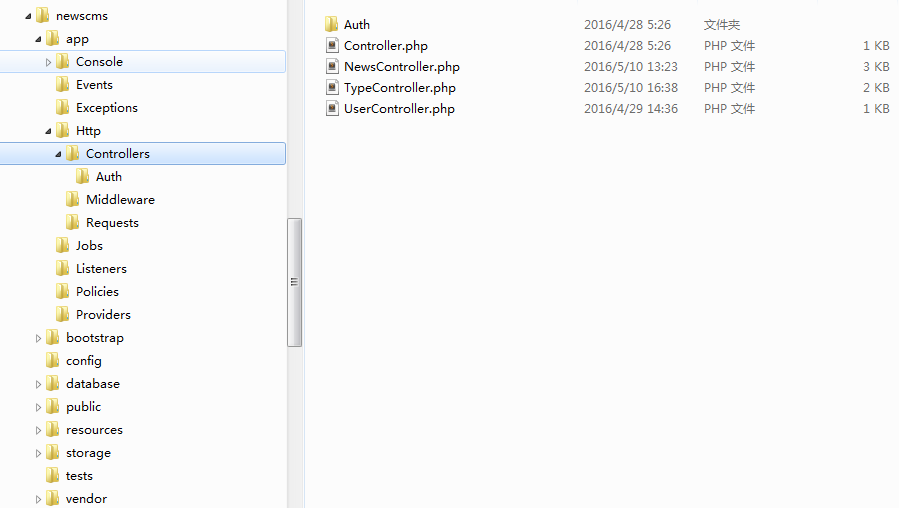 newscms
app
Console
Events
Exceptions
Http
Controllers
Auth
Middleware
Requests
Jobs
Listeners
Policies
Providers
bootstrap
config
database
public
resources
storage
tests
vendor
Auth 2016/4/28 5:26 文件夹
Controller.php 2016/4/28 5:26 PHP 文件 1 KB
NewsController.php 2016/5/10 13:23 PHP 文件 3 KB
TypeController.php 2016/5/10 16:38 PHP 文件 2 KB
UserController.php 2016/4/29 14:36 PHP 文件 1 KB